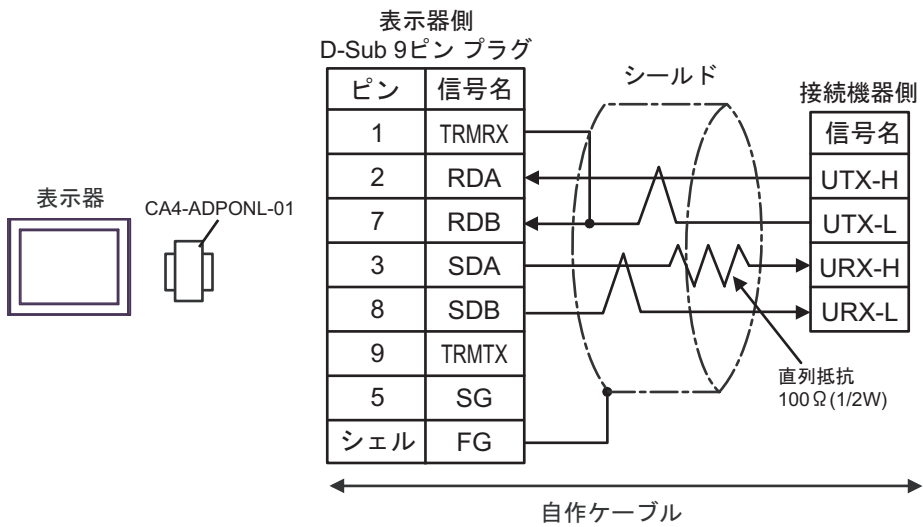 表示器側
D-Sub 9ピン プラグ
シールド
接続機器側
ピン 信号名
信号名
1 TRMRX
2 RDA
UTX-H
7 RDB
UTX-L
3 SDA
URX-H
8 SDB
URX-L
9 TRMTX
5 SG
シェル FG
表示器
CA4-ADPONL-01
直列抵抗
100Ω(1/2W)
自作ケーブル